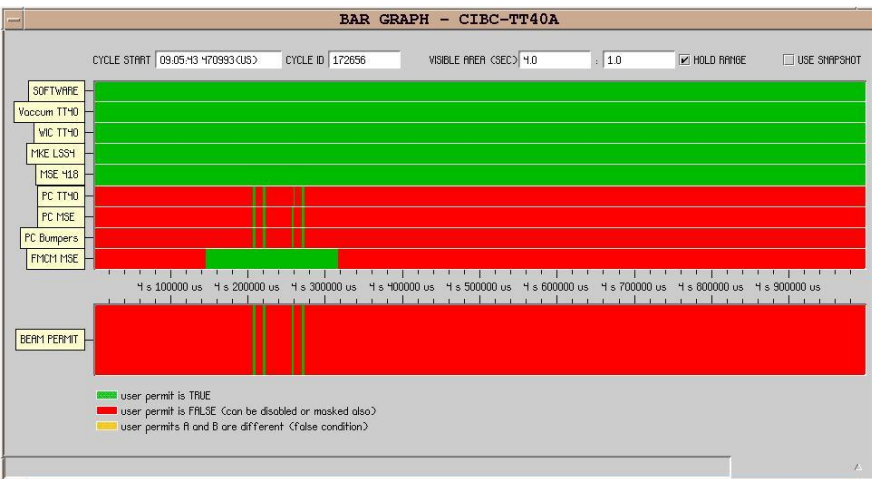 BAR GRAPH - CIBC-TT40A
CYCLE START 09:05:43 470993(US) CYCLE ID 172656 VISIBLE AREA (SEC) 4.0 : 1.0 HOLD RANGE USE SNAPSHOT
SOFTWARE
Vaccum TT40
WIC TT40
MKE LSS4
MSE 418
PC TT40
PC MSE
PC Bumpers
FMCM MSE
4 s 100000 us 4 s 200000 us 4 s 300000 us 4 s 400000 us 4 s 500000 us 4 s 600000 us 4 s 700000 us 4 s 800000 us 4 s 900000 us
BEAM PERMIT
user permit is TRUE
user permit is FALSE (can be disabled or masked also)
user permits A and B are different (false condition)